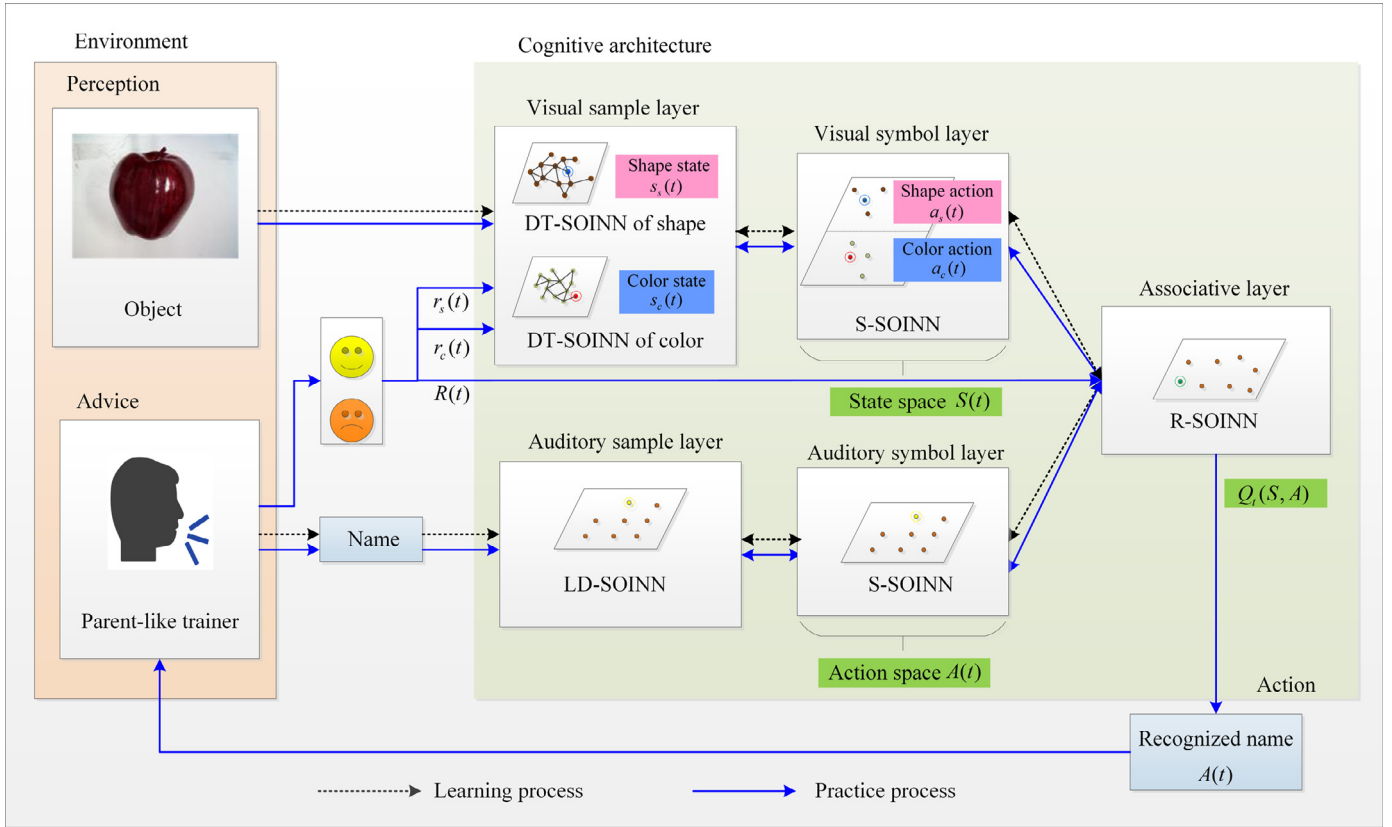 Environment
Cognitive architecture
Perception
Object
Visual sample layer
Shape state
s_s(t)
DT-SOINN of shape
Color state
s_c(t)
DT-SOINN of color
Visual symbol layer
Shape action
a_s(t)
Color action
a_c(t)
S-SOINN
Associative layer
R-SOINN
r_s(t)
r_c(t)
R(t)
State space S(t)
Advice
Parent-like trainer
Name
Auditory sample layer
LD-SOINN
Auditory symbol layer
S-SOINN
Action space A(t)
Q_t(S, A)
Action
Recognized name
A(t)
Learning process
Practice process